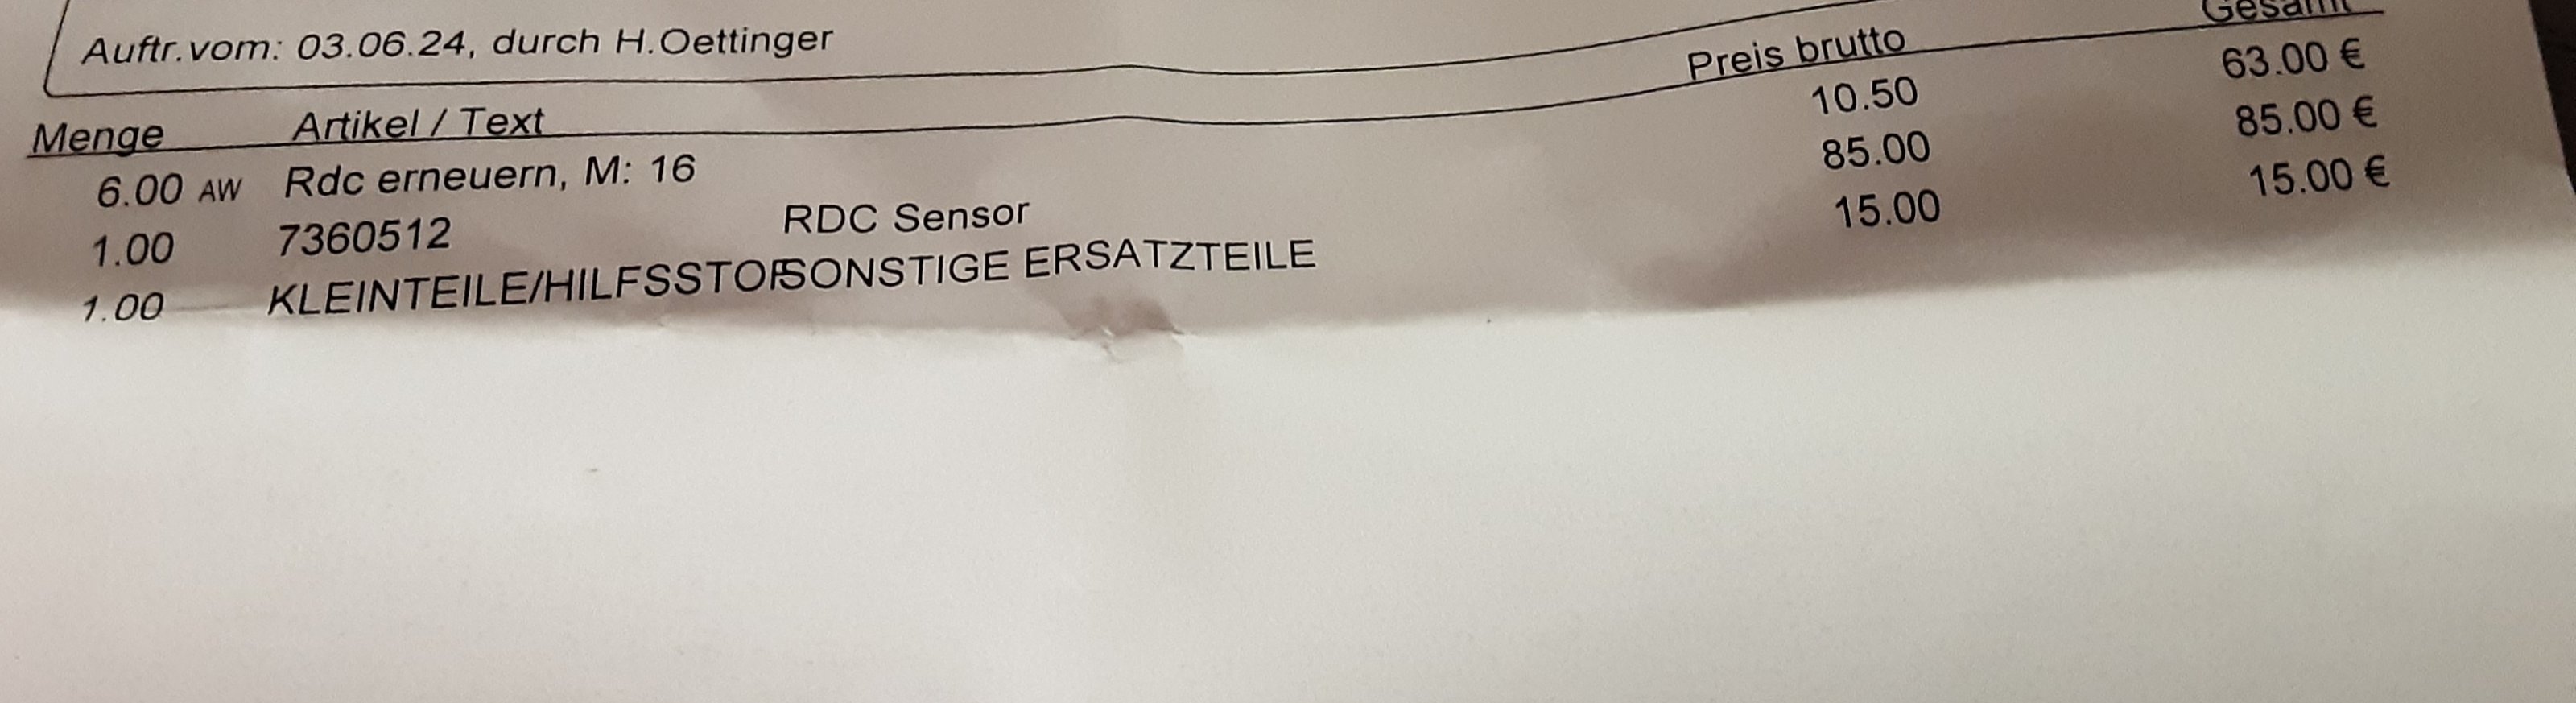 Auftr.vom: 03.06.24, durch H.Oettinger
Menge Artikel / Text Preis brutto Gesamt
6.00 AW Rdc erneuern, M: 16 10.50 63.00 €
1.00 7360512 RDC Sensor 85.00 85.00 €
1.00 KLEINTEILE/HILFSSTOFSONSTIGE ERSATZTEILE 15.00 15.00 €